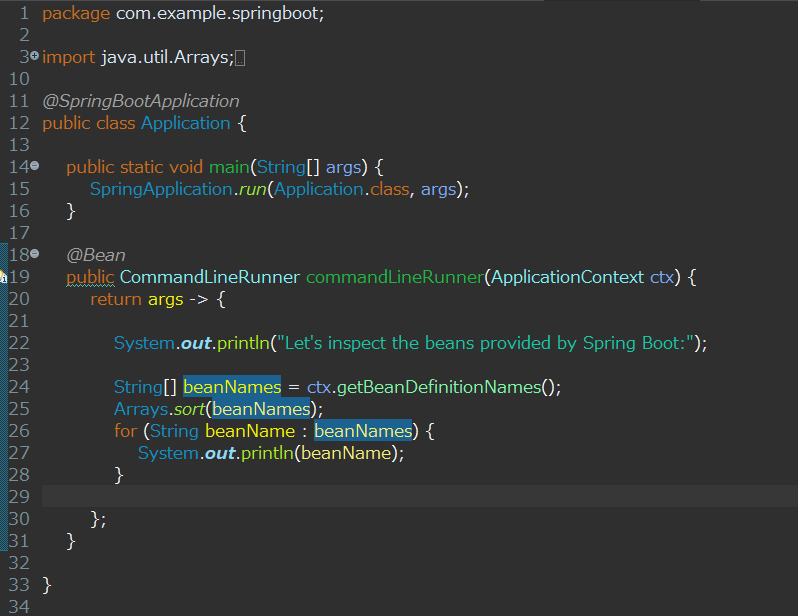 1 package com.example.springboot;
2
3 import java.util.Arrays;
10
11 @SpringBootApplication
12 public class Application {
13
14 public static void main(String[] args) {
15 SpringApplication.run(Application.class, args);
16 }
17
18 @Bean
19 public CommandLineRunner commandLineRunner(ApplicationContext ctx) {
20 return args -> {
21
22 System.out.println("Let's inspect the beans provided by Spring Boot:");
23
24 String[] beanNames = ctx.getBeanDefinitionNames();
25 Arrays.sort(beanNames);
26 for (String beanName : beanNames) {
27 System.out.println(beanName);
28 }
29
30 };
31 }
32
33 }
34